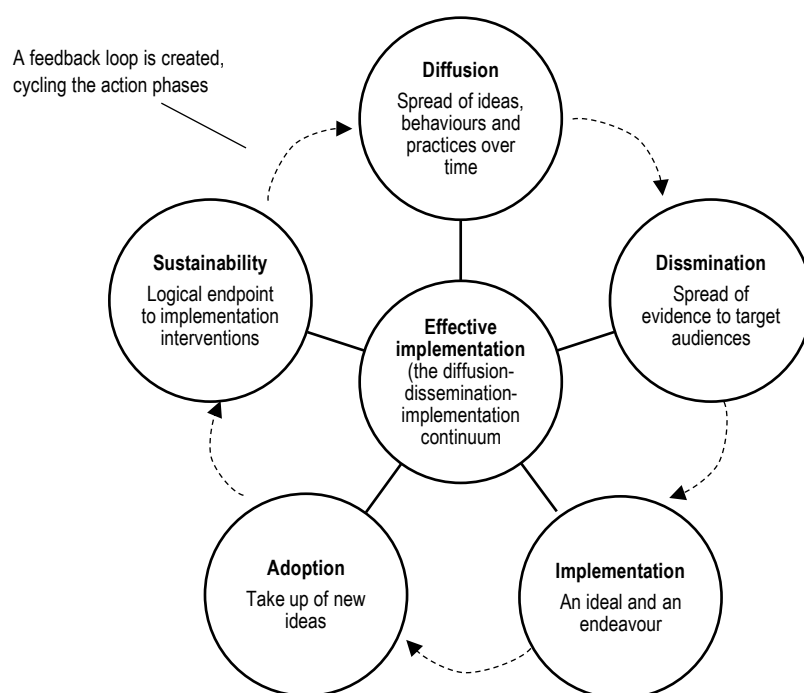 A feedback loop is created,
cycling the action phases
Diffusion
Spread of ideas,
behaviours and
practices over
time
Dissmination
Spread of
evidence to target
audiences
Implementation
An ideal and an
endeavour
Adoption
Take up of new
ideas
Sustainability
Logical endpoint
to implementation
interventions
Effective
implementation
(the diffusion-
dissemination-
implementation
continuum